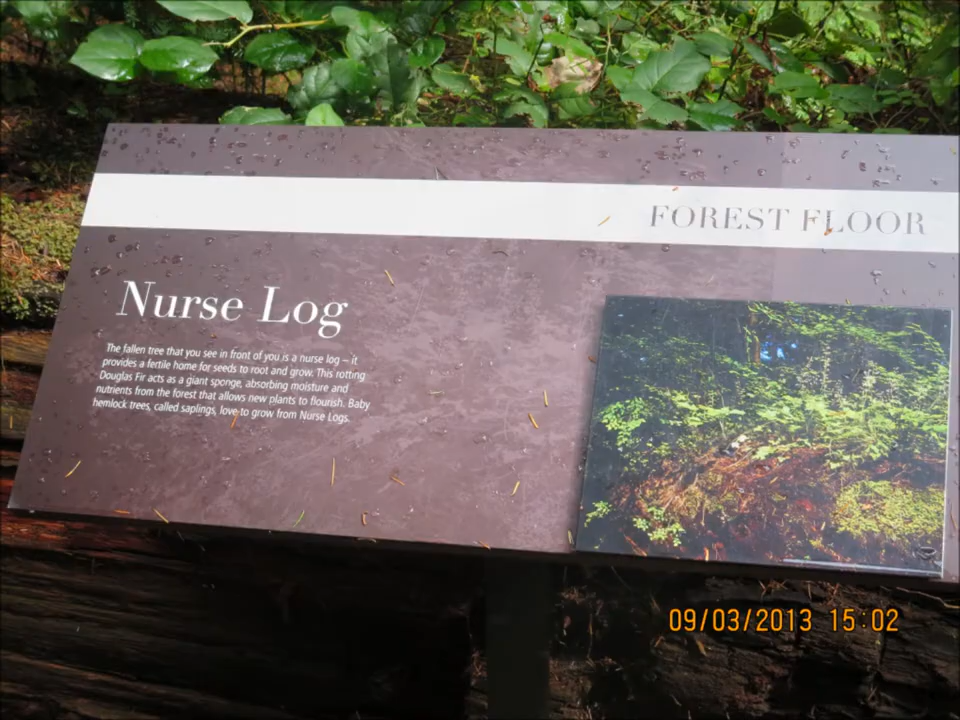 FOREST FLOOR
Nurse Log
The fallen tree that you see in front of you is a nurse log – it
provides a fertile home for seeds to root and grow. This rotting
Douglas Fir acts as a giant sponge, absorbing moisture and
nutrients from the forest that allows new plants to flourish. Baby
hemlock trees, called saplings, love to grow from Nurse Logs.
09/03/2013 15:02